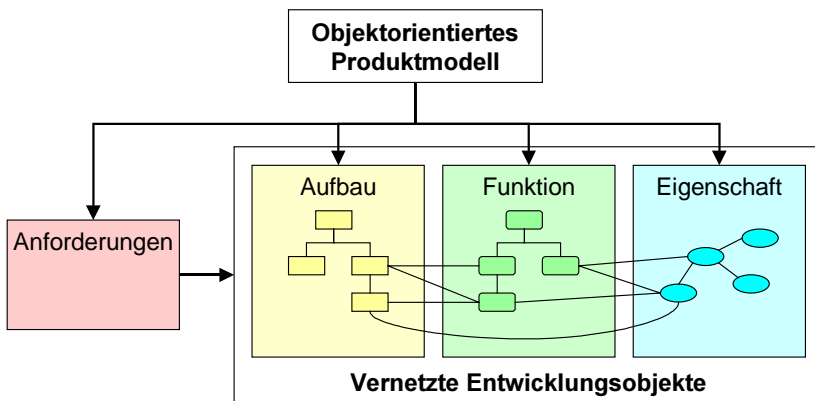 Objektorientiertes
Produktmodell
Aufbau
Funktion
Eigenschaft
Anforderungen
Vernetzte Entwicklungsobjekte